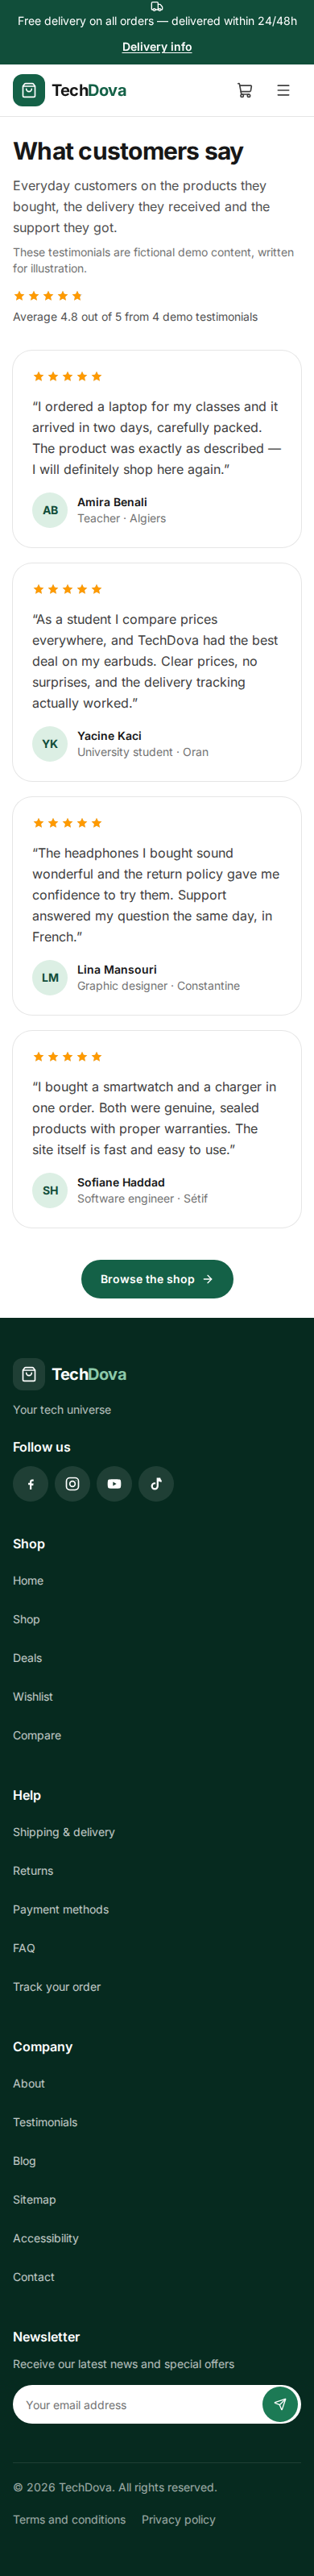 Free delivery on all orders — delivered within 24/48h
Delivery info
TechDova
What customers say
Everyday customers on the products they
bought, the delivery they received and the
support they got.
These testimonials are fictional demo content, written
for illustration.
Average 4.8 out of 5 from 4 demo testimonials
“I ordered a laptop for my classes and it
arrived in two days, carefully packed.
The product was exactly as described —
I will definitely shop here again.”
AB
Amira Benali
Teacher · Algiers
“As a student I compare prices
everywhere, and TechDova had the best
deal on my earbuds. Clear prices, no
surprises, and the delivery tracking
actually worked.”
YK
Yacine Kaci
University student · Oran
“The headphones I bought sound
wonderful and the return policy gave me
confidence to try them. Support
answered my question the same day, in
French.”
LM
Lina Mansouri
Graphic designer · Constantine
“I bought a smartwatch and a charger in
one order. Both were genuine, sealed
products with proper warranties. The
site itself is fast and easy to use.”
SH
Sofiane Haddad
Software engineer · Sétif
Browse the shop
TechDova
Your tech universe
Follow us
Shop
Home
Shop
Deals
Wishlist
Compare
Help
Shipping & delivery
Returns
Payment methods
FAQ
Track your order
Company
About
Testimonials
Blog
Sitemap
Accessibility
Contact
Newsletter
Receive our latest news and special offers
Your email address
© 2026 TechDova. All rights reserved.
Terms and conditions Privacy policy